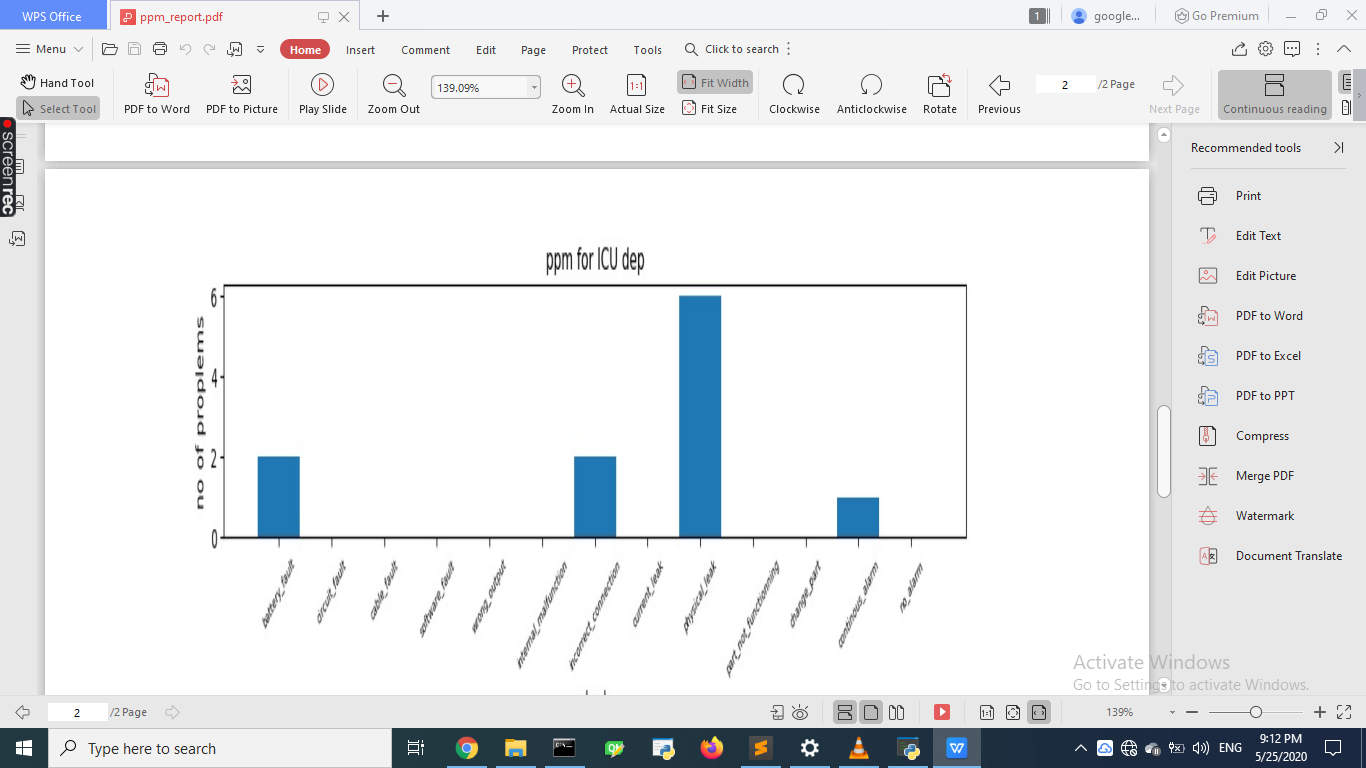 WPS Office
ppm_report.pdf
1
google...
Go Premium
Menu
Home
Insert
Comment
Edit
Page
Protect
Tools
Click to search
Hand Tool
Select Tool
PDF to Word
PDF to Picture
Play Slide
Zoom Out
139.09%
Zoom In
1:1
Actual Size
Fit Width
Fit Size
Clockwise
Anticlockwise
Rotate
Previous
2
/2 Page
Next Page
Continuous reading
screenrec
Recommended tools
Print
Edit Text
Edit Picture
PDF to Word
PDF to Excel
PDF to PPT
Compress
Merge PDF
Watermark
Document Translate
ppm for ICU dep
no of proplems
6
4
2
0
battery_fault
circuit_fault
cable_fault
software_fault
wrong_output
internal_malfunction
incorrect_connection
current_leak
physical_leak
part_not_functionning
change_part
continous_alarm
no_alarm
Activate Windows
Go to Settings to activate Windows.
2
/2 Page
1:1
139%
Type here to search
ENG
9:12 PM
5/25/2020